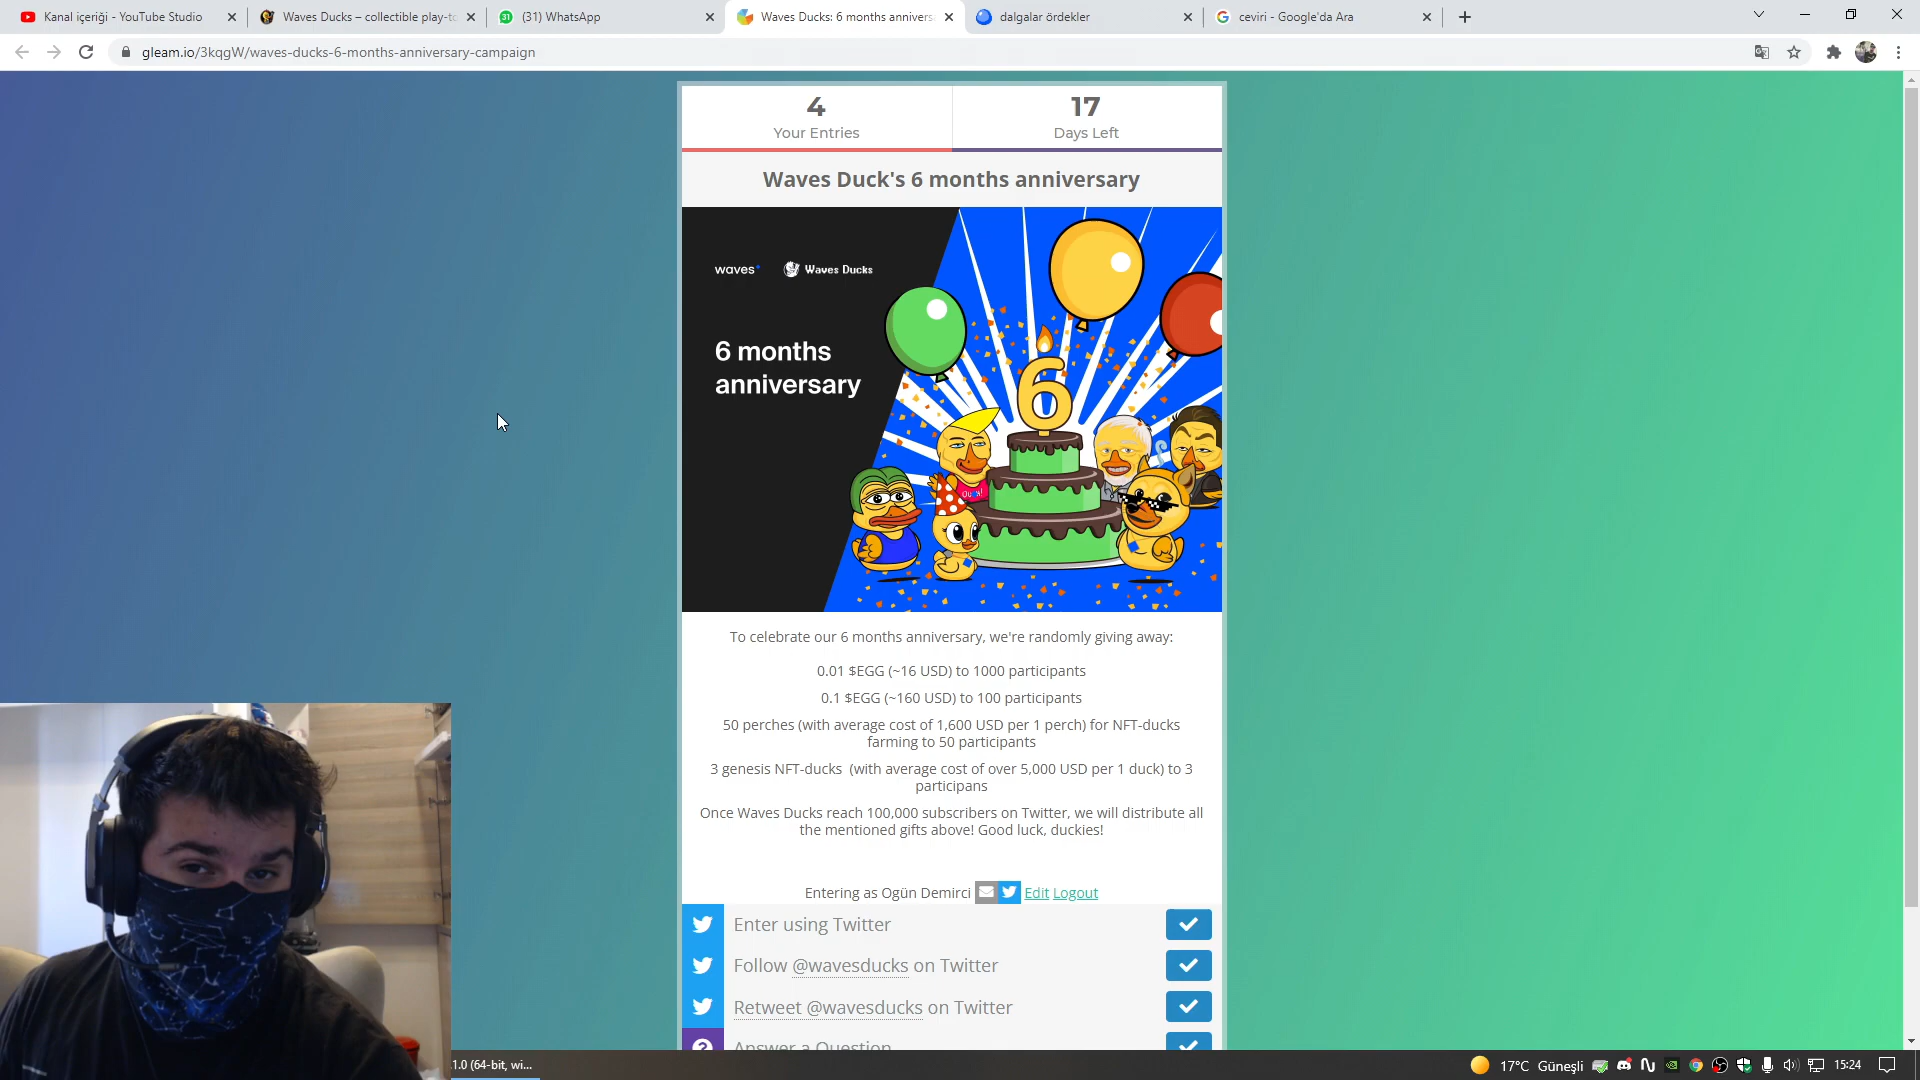 Kanal içeriği - YouTube Studio
Waves Ducks – collectible play-to
(31) WhatsApp
Waves Ducks: 6 months annivers
dalgalar ördekler
ceviri - Google'da Ara
gleam.io/3kqgW/waves-ducks-6-months-anniversary-campaign
4
Your Entries
17
Days Left
Waves Duck's 6 months anniversary
waves
Waves Ducks
6 months
anniversary
6
To celebrate our 6 months anniversary, we're randomly giving away:
0.01 $EGG (~16 USD) to 1000 participants
0.1 $EGG (~160 USD) to 100 participants
50 perches (with average cost of 1,600 USD per 1 perch) for NFT-ducks
farming to 50 participants
3 genesis NFT-ducks (with average cost of over 5,000 USD per 1 duck) to 3
participans
Once Waves Ducks reach 100,000 subscribers on Twitter, we will distribute all
the mentioned gifts above! Good luck, duckies!
Entering as Ogün Demirci Edit Logout
Enter using Twitter
Follow @wavesducks on Twitter
Retweet @wavesducks on Twitter
Answer a Question
1.0 (64-bit, wi...
17°C Güneşli
15:24